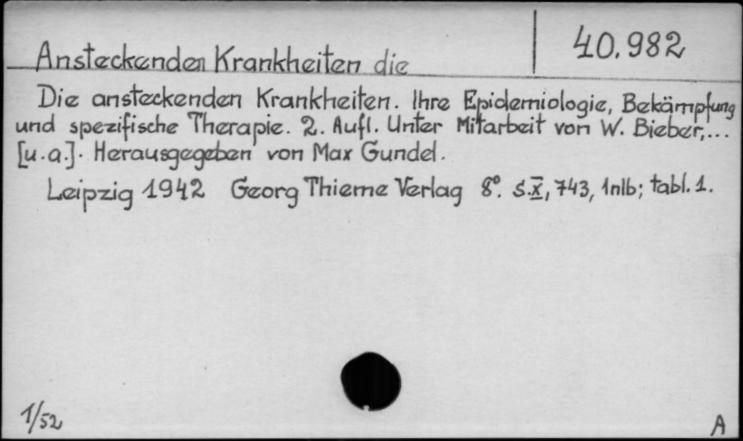 40.982
Ansteckenden Krankheiten die
Die ansteckenden Krankheiten. Ihre Epidemiologie, Bekämpfung
und spezifische Therapie. 2. Aufl. Unter Mitarbeit von W. Bieber,...
[u.a.]. Herausgegeben von Max Gundel.
Leipzig 1942 Georg Thieme Verlag 8°. S.X, 743, 1nlb; tabl. 1.
1/52
A